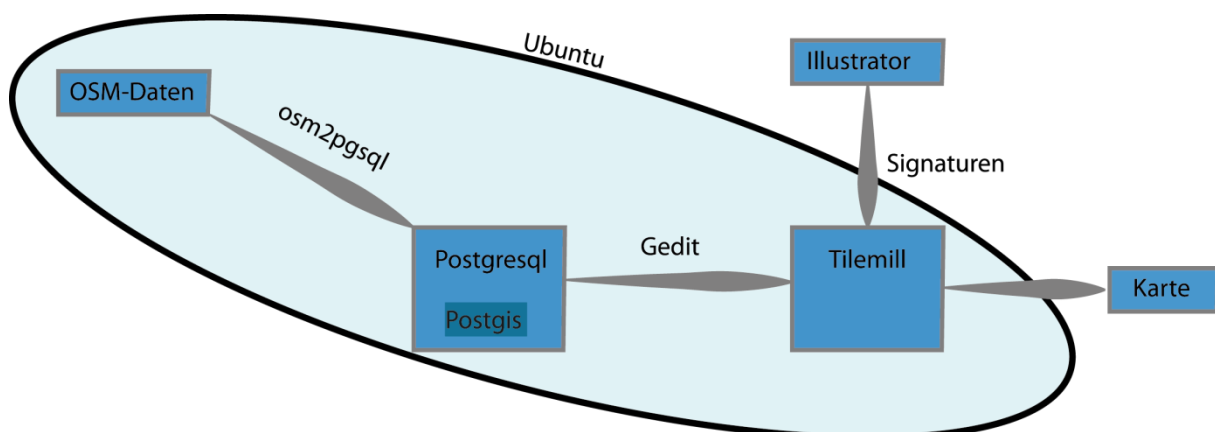 Ubuntu
Illustrator
OSM-Daten
osm2pgsql
Signaturen
Postgresql
Gedit
Tilemill
Karte
Postgis